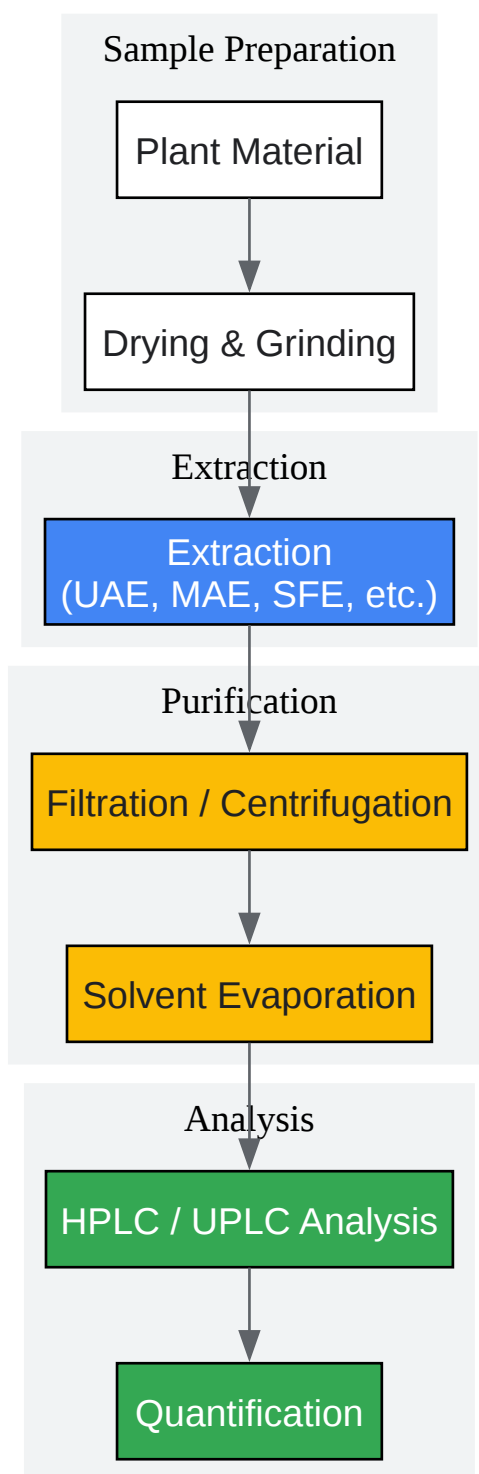 Sample Preparation
Plant Material
Drying & Grinding
Extraction
Extraction
(UAE, MAE, SFE, etc.)
Purification
Filtration / Centrifugation
Solvent Evaporation
Analysis
HPLC / UPLC Analysis
Quantification